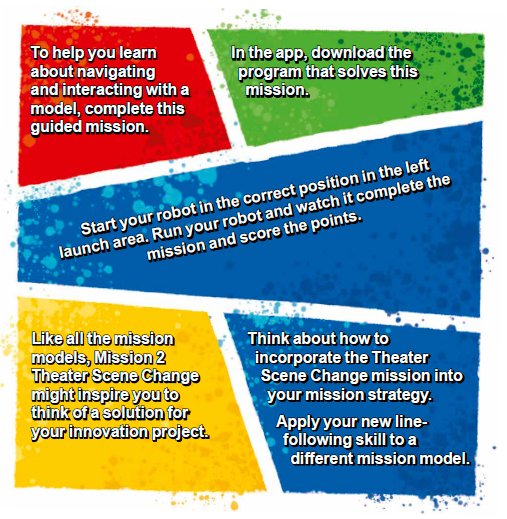 To help you learn
about navigating
and interacting with a
model, complete this
guided mission.
In the app, download the
program that solves this
mission.
Start your robot in the correct position in the left
launch area. Run your robot and watch it complete the
mission and score the points.
Like all the mission
models, Mission 2
Theater Scene Change
might inspire you to
think of a solution for
your innovation project.
Think about how to
incorporate the Theater
Scene Change mission into
your mission strategy.
Apply your new line-
following skill to a
different mission model.